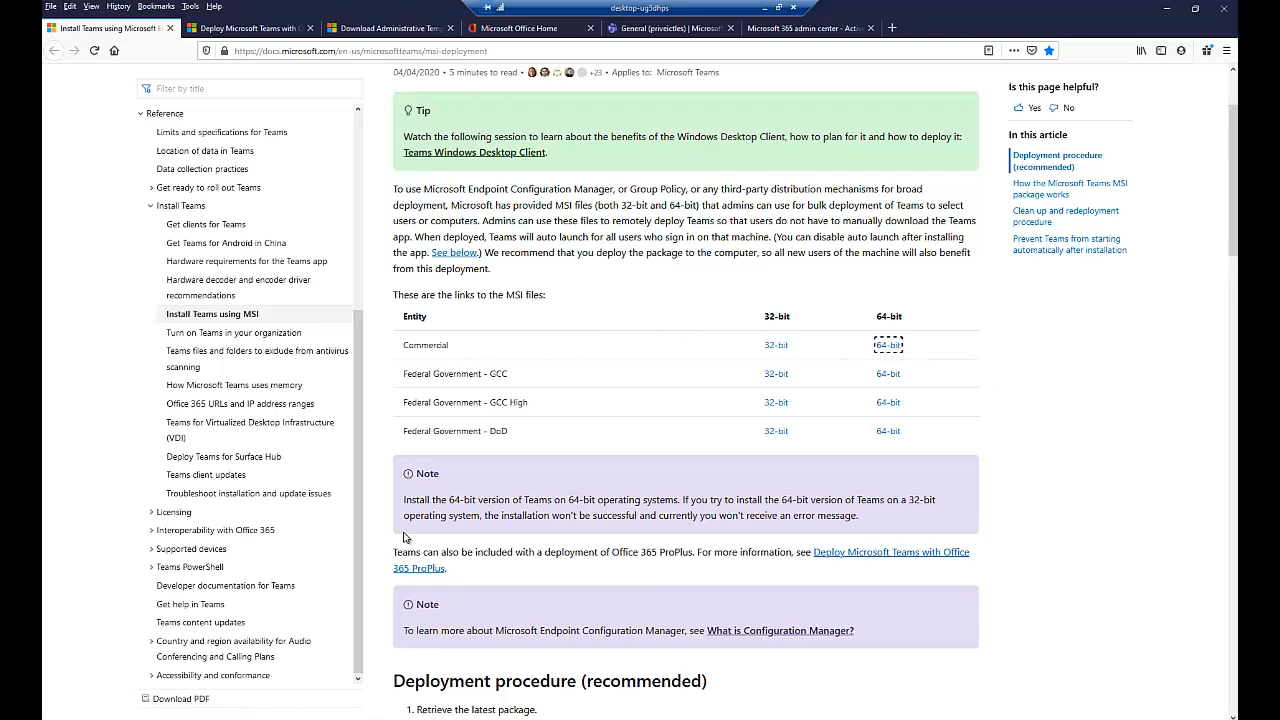 File Edit View History Bookmarks Tools Help
desktop-ug5dhps
Install Teams using Microsoft E
Deploy Microsoft Teams with O
Download Administrative Temp
Microsoft Office Home
General (priveictles) | Microsof
Microsoft 365 admin center - Activ
https://docs.microsoft.com/en-us/microsoftteams/msi-deployment
Filter by title
Reference
Limits and specifications for Teams
Location of data in Teams
Data collection practices
Get ready to roll out Teams
Install Teams
Get clients for Teams
Get Teams for Android in China
Hardware requirements for the Teams app
Hardware decoder and encoder driver
recommendations
Install Teams using MSI
Turn on Teams in your organization
Teams files and folders to exclude from antivirus
scanning
How Microsoft Teams uses memory
Office 365 URLs and IP address ranges
Teams for Virtualized Desktop Infrastructure
(VDI)
Deploy Teams for Surface Hub
Teams client updates
Troubleshoot installation and update issues
Licensing
Interoperability with Office 365
Supported devices
Teams PowerShell
Developer documentation for Teams
Get help in Teams
Teams content updates
Country and region availability for Audio
Conferencing and Calling Plans
Accessibility and conformance
Download PDF
04/04/2020 • 5 minutes to read • +23 • Applies to: Microsoft Teams
Tip
Watch the following session to learn about the benefits of the Windows Desktop Client, how to plan for it and how to deploy it:
Teams Windows Desktop Client.
To use Microsoft Endpoint Configuration Manager, or Group Policy, or any third-party distribution mechanisms for broad
deployment, Microsoft has provided MSI files (both 32-bit and 64-bit) that admins can use for bulk deployment of Teams to select
users or computers. Admins can use these files to remotely deploy Teams so that users do not have to manually download the Teams
app. When deployed, Teams will auto launch for all users who sign in on that machine. (You can disable auto launch after installing
the app. See below.) We recommend that you deploy the package to the computer, so all new users of the machine will also benefit
from this deployment.
These are the links to the MSI files:
Entity 32-bit 64-bit
Commercial 32-bit 64-bit
Federal Government - GCC 32-bit 64-bit
Federal Government - GCC High 32-bit 64-bit
Federal Government - DoD 32-bit 64-bit
Note
Install the 64-bit version of Teams on 64-bit operating systems. If you try to install the 64-bit version of Teams on a 32-bit
operating system, the installation won't be successful and currently you won't receive an error message.
Teams can also be included with a deployment of Office 365 ProPlus. For more information, see Deploy Microsoft Teams with Office
365 ProPlus.
Note
To learn more about Microsoft Endpoint Configuration Manager, see What is Configuration Manager?
Deployment procedure (recommended)
1. Retrieve the latest package.
Is this page helpful?
Yes No
In this article
Deployment procedure
(recommended)
How the Microsoft Teams MSI
package works
Clean up and redeployment
procedure
Prevent Teams from starting
automatically after installation